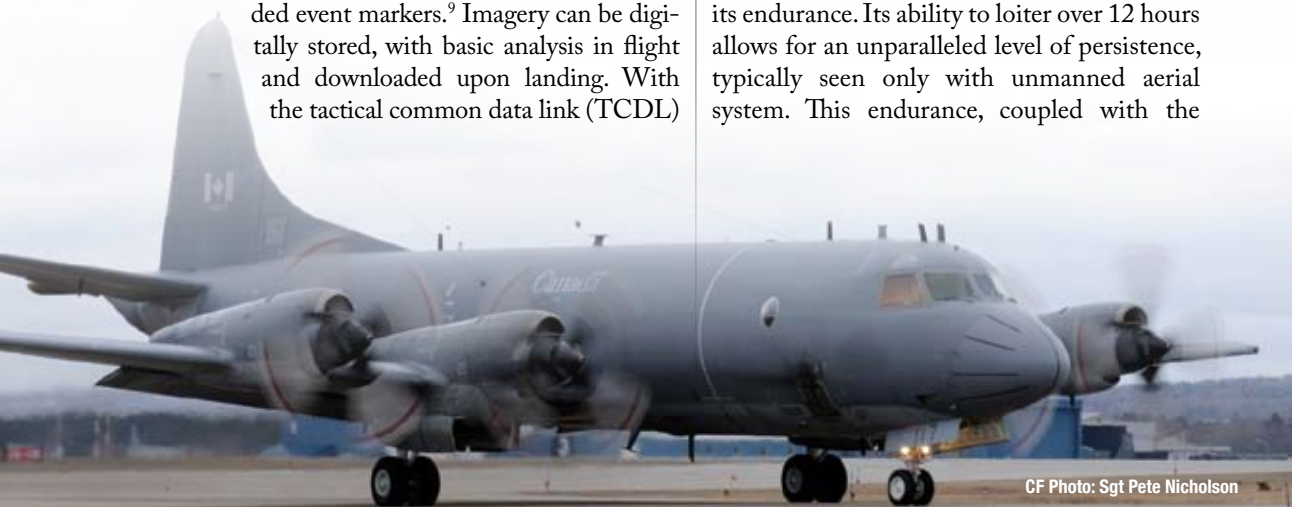 ded event markers.⁹ Imagery can be digi-
tally stored, with basic analysis in flight
and downloaded upon landing. With
the tactical common data link (TCDL)
its endurance. Its ability to loiter over 12 hours
allows for an unparalleled level of persistence,
typically seen only with unmanned aerial
system. This endurance, coupled with the
Canada
CF Photo: Sgt Pete Nicholson